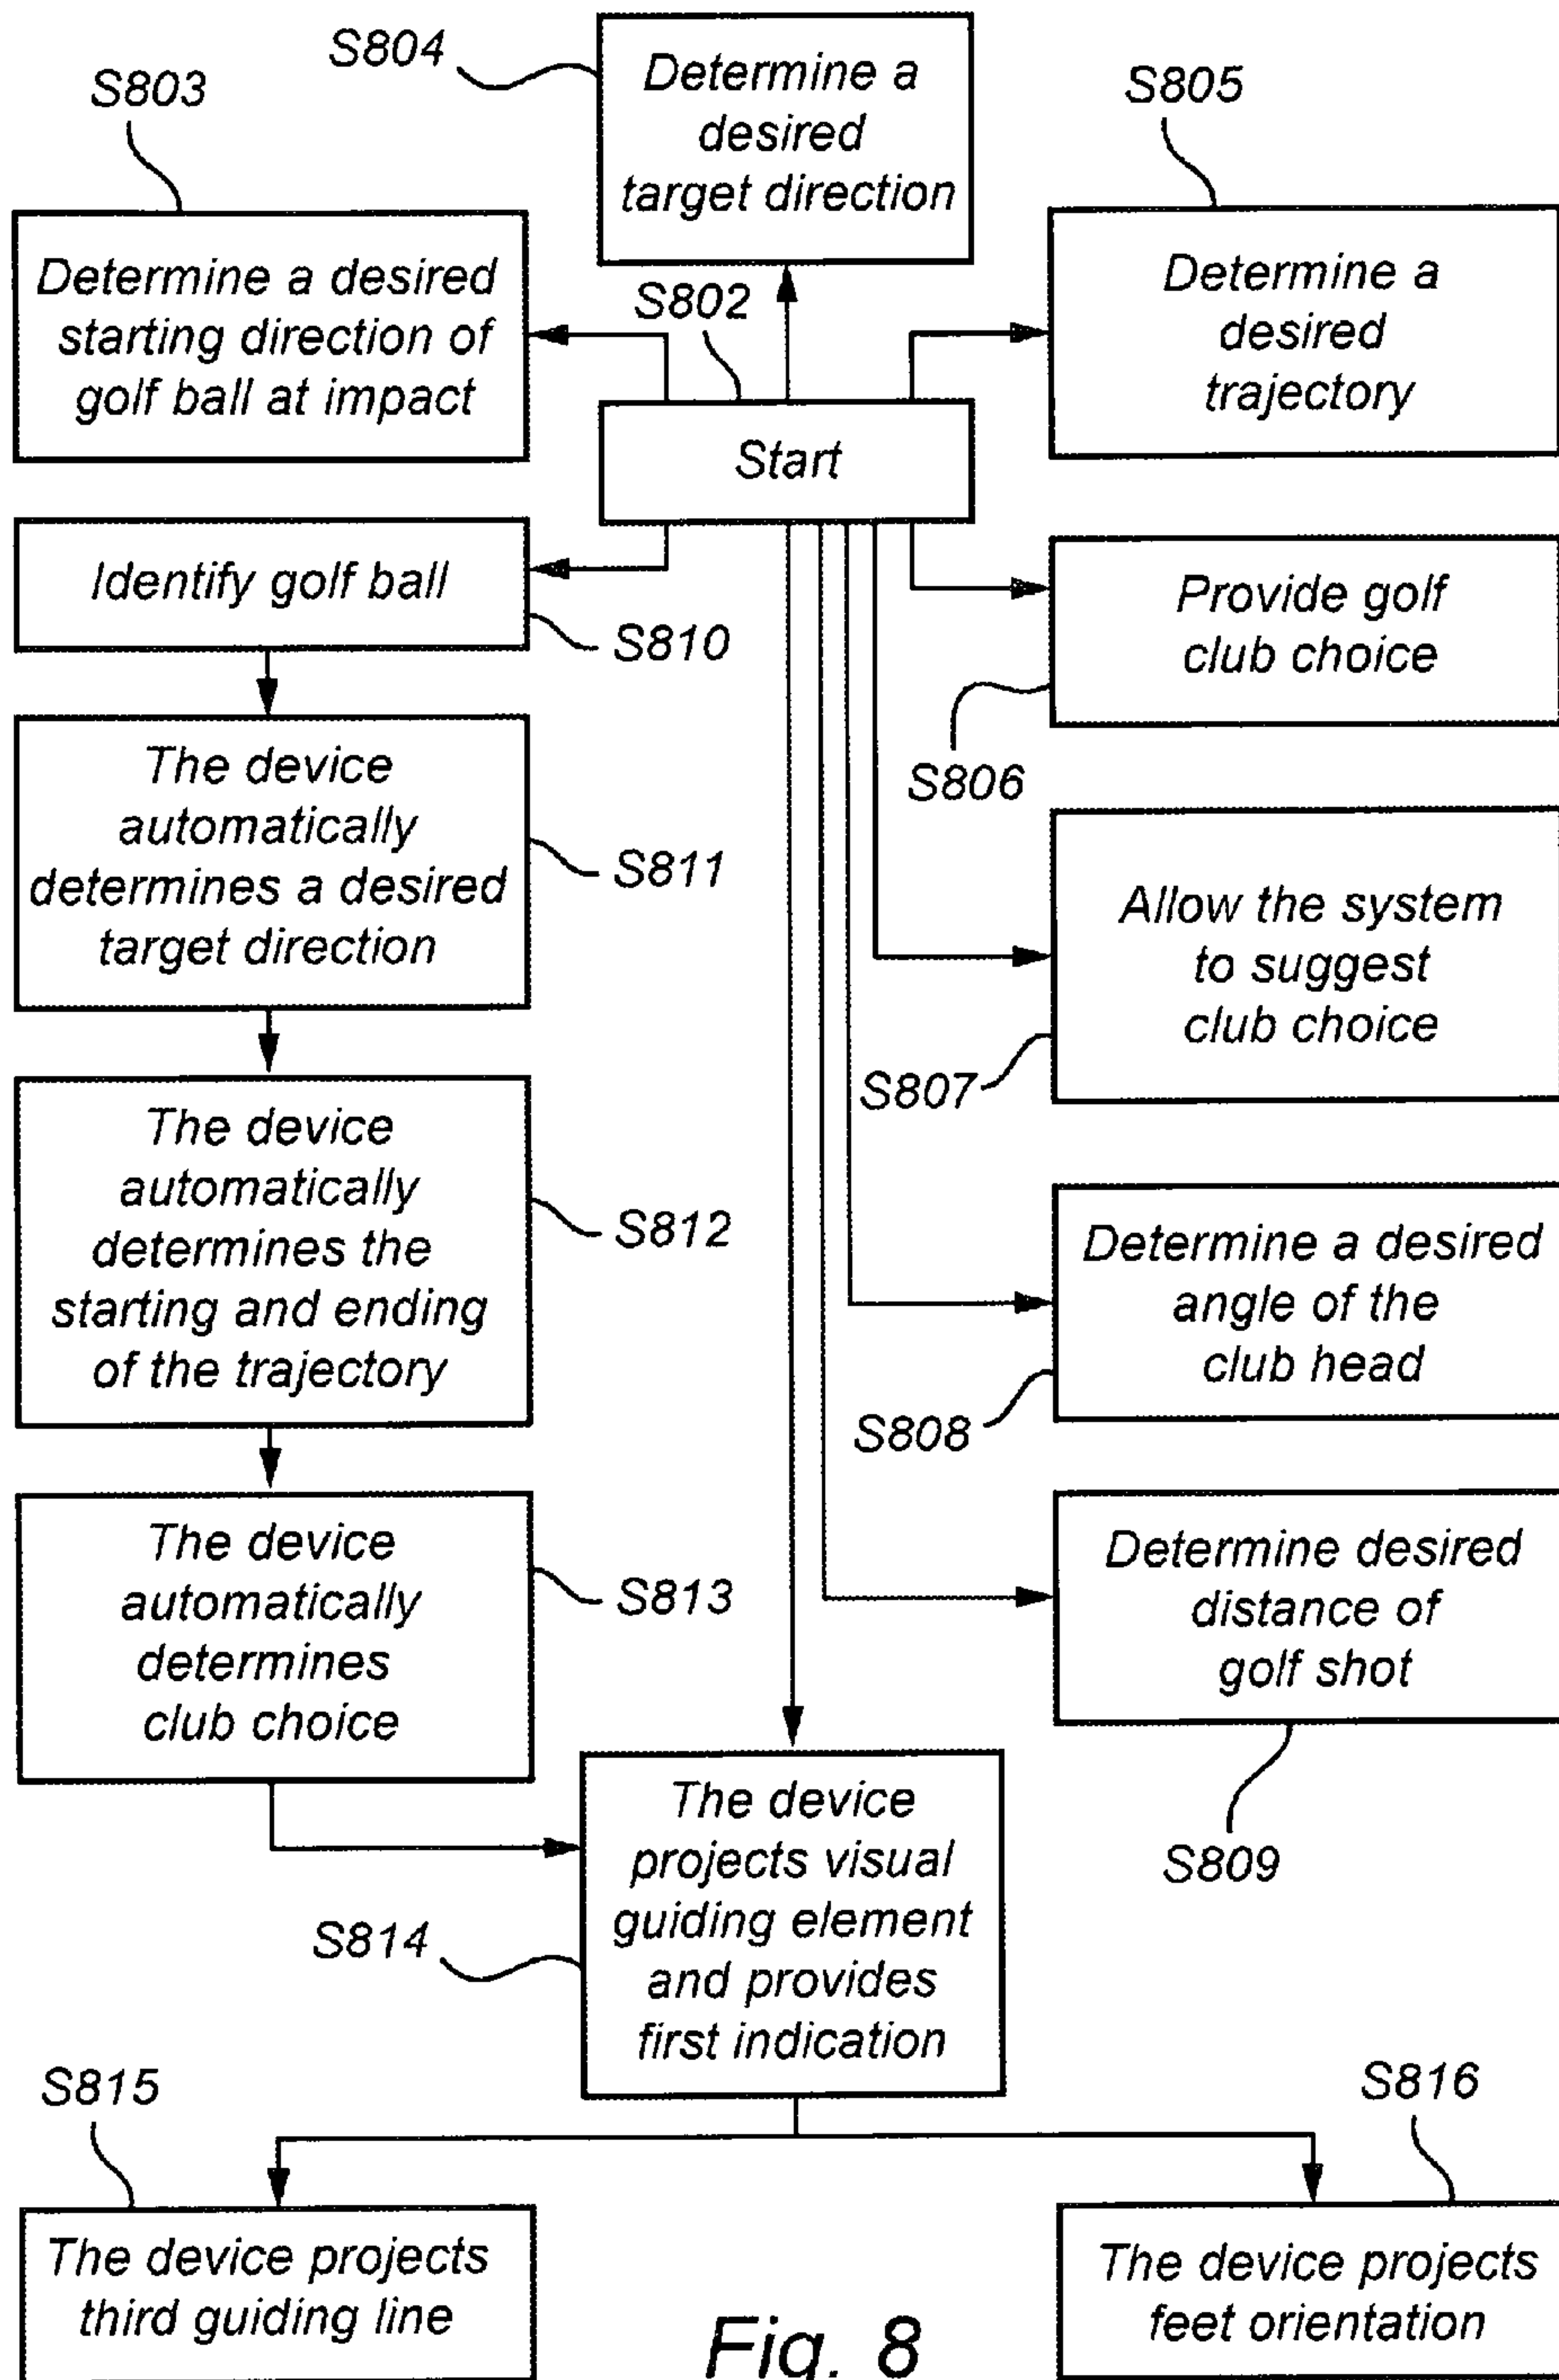 S804
Determine a
desired
target direction
S803
S805
Determine a desired
starting direction of
golf ball at impact
S802
Determine a
desired
trajectory
Start
Identify golf ball
S810
Provide golf
club choice
S806
The device
automatically
determines a desired
target direction
S811
Allow the system
to suggest
club choice
S807
The device
automatically
determines the
starting and ending
of the trajectory
S812
Determine a desired
angle of the
club head
S808
The device
automatically
determines
club choice
S813
Determine desired
distance of
golf shot
S809
The device
projects visual
guiding element
and provides
first indication
S814
S815
S816
The device projects
third guiding line
The device projects
feet orientation
Fig. 8